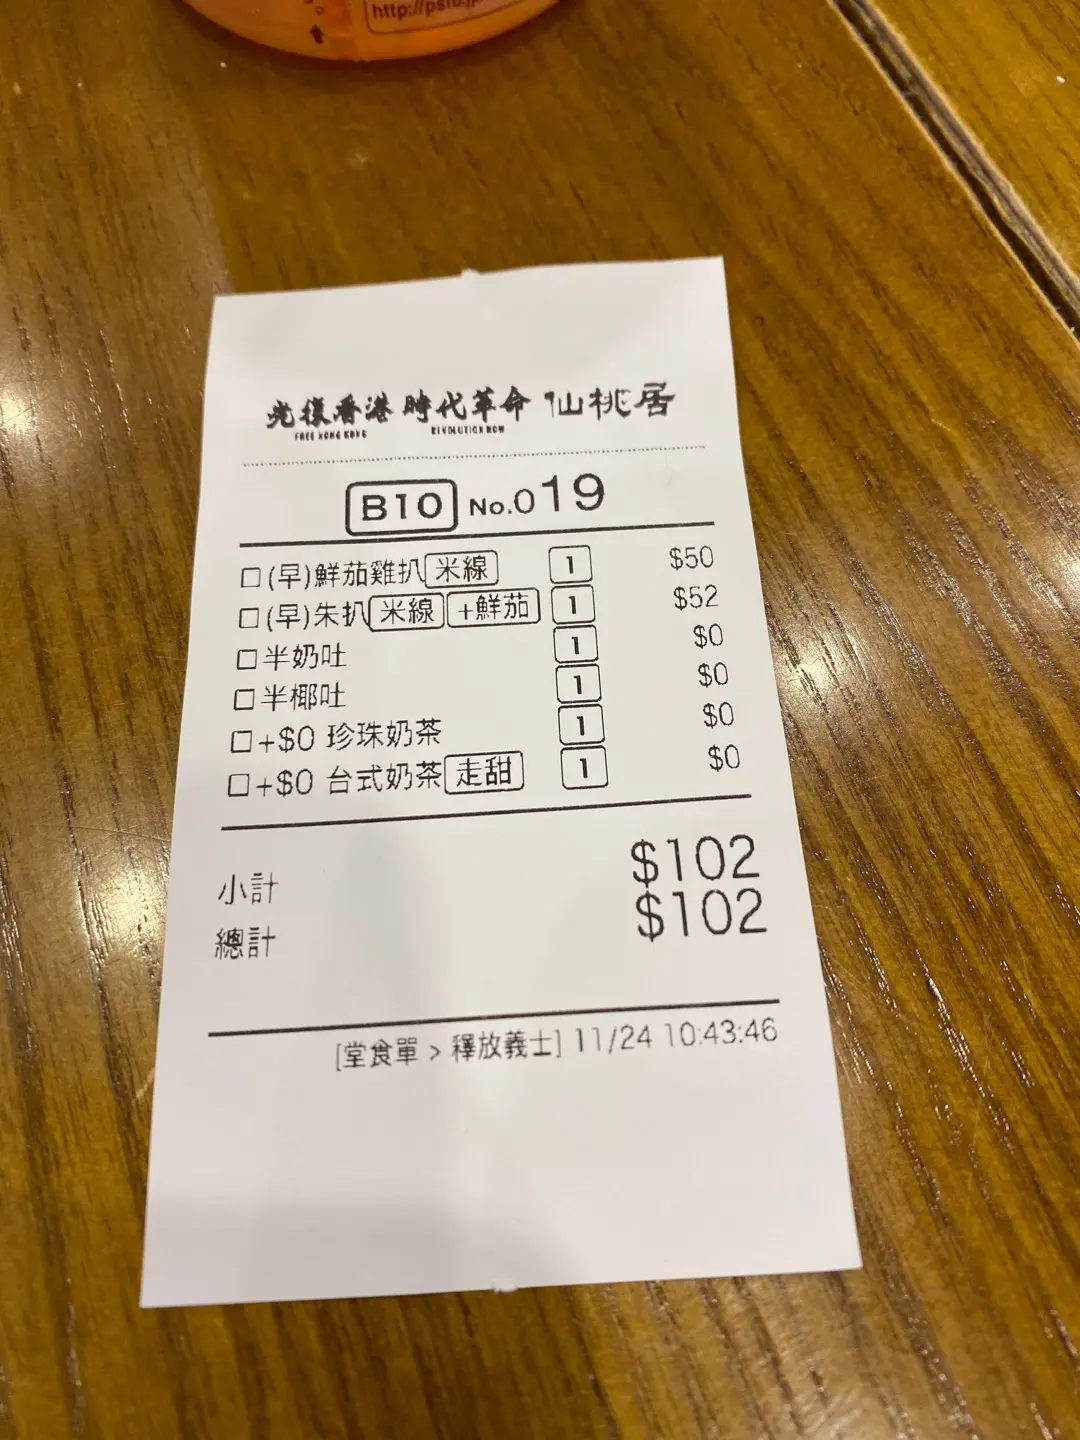 http://psfb.j
光復香港 時代革命 仙桃居
FREE HONG KONG REVOLUTION NOW
B10 No.019
(早)鮮茄雞扒 米線 1 $50
(早)朱扒 米線 +鮮茄 1 $52
半奶吐 1 $0
半椰吐 1 $0
+$0 珍珠奶茶 1 $0
+$0 台式奶茶 走甜 1 $0
小計 $102
總計 $102
[堂食單 > 釋放義士] 11/24 10:43:46